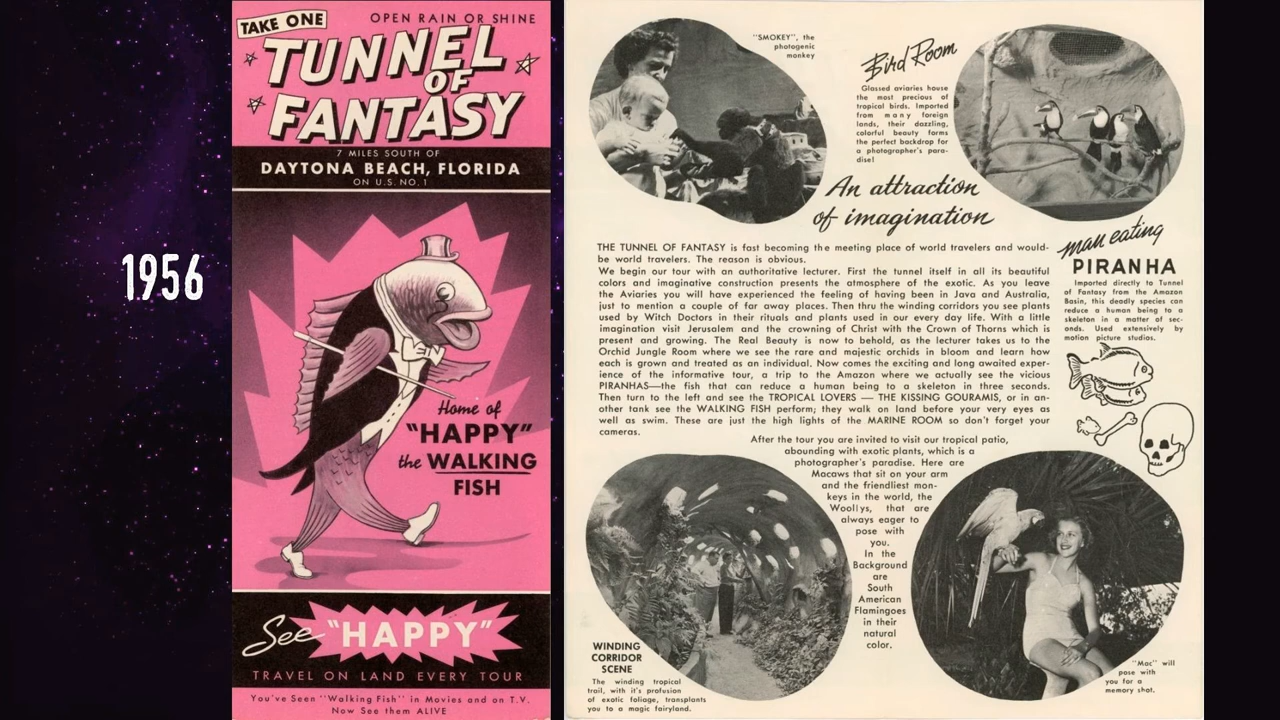 1956
TAKE ONE
OPEN RAIN OR SHINE
TUNNEL
OF
FANTASY
7 MILES SOUTH OF
DAYTONA BEACH, FLORIDA
ON U.S. NO. 1
Home of
"HAPPY"
the WALKING
FISH
See "HAPPY"
TRAVEL ON LAND EVERY TOUR
You've Seen "Walking Fish" in Movies and on T.V.
Now See them ALIVE
"SMOKEY", the
photogenic
monkey
Bird Room
Glassed aviaries house
the most precious of
tropical birds. Imported
from many foreign
lands, their dazzling,
colorful beauty forms
the perfect backdrop for
a photographer's para-
dise!
An attraction
of imagination
THE TUNNEL OF FANTASY is fast becoming the meeting place of world travelers and would-
be world travelers. The reason is obvious.
We begin our tour with an authoritative lecturer. First the tunnel itself in all its beautiful
colors and imaginative construction presents the atmosphere of the exotic. As you leave
the Aviaries you will have experienced the feeling of having been in Java and Australia,
just to mention a couple of far away places. Then thru the winding corridors you see plants
used by Witch Doctors in their rituals and plants used in our every day life. With a little
imagination visit Jerusalem and the crowning of Christ with the Crown of Thorns which is
present and growing. The Real Beauty is now to behold, as the lecturer takes us to the
Orchid Jungle Room where we see the rare and majestic orchids in bloom and learn how
each is grown and treated as an individual. Now comes the exciting and long awaited exper-
ience of the informative tour, a trip to the Amazon where we actually see the vicious
PIRANHAS—the fish that can reduce a human being to a skeleton in three seconds.
Then turn to the left and see the TROPICAL LOVERS — THE KISSING GOURAMIS, or in an-
other tank see the WALKING FISH perform; they walk on land before your very eyes as
well as swim. These are just the high lights of the MARINE ROOM so don't forget your
cameras.
man eating
PIRANHA
Imported directly to Tunnel
of Fantasy from the Amazon
Basin, this deadly species can
reduce a human being to a
skeleton in a matter of sec-
onds. Used extensively by
motion picture studios.
After the tour you are invited to visit our tropical patio,
abounding with exotic plants, which is a
photographer's paradise. Here are
Macaws that sit on your arm
and the friendliest mon-
keys in the world, the
Woollys, that are
always eager to
pose with
you.
In the
Background
are
South
American
Flamingoes
in their
natural
color.
WINDING
CORRIDOR
SCENE
The winding tropical
trail, with it's profusion
of exotic foliage, transplants
you to a magic fairyland.
"Mac" will
pose with
you for a
memory shot.